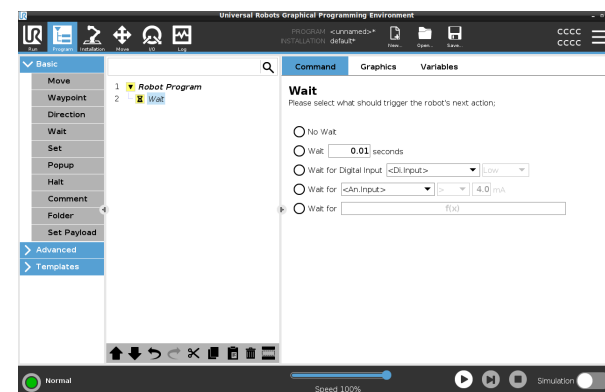 Universal Robots Graphical Programming Environment
UR
Run
Program
Installation
Move
I/O
Log
PROGRAM <unnamed>*
INSTALLATION default*
New...
Open...
Save...
CCCC
CCCC
Basic
Move
Waypoint
Direction
Wait
Set
Popup
Halt
Comment
Folder
Set Payload
Advanced
Templates
1 Robot Program
2 Wait
Command Graphics Variables
Wait
Please select what should trigger the robot's next action;
No Wait
Wait 0.01 seconds
Wait for Digital Input <Di.Input> Low
Wait for <An.Input> > 4.0 mA
Wait for f(x)
Normal
Speed 100%
Simulation